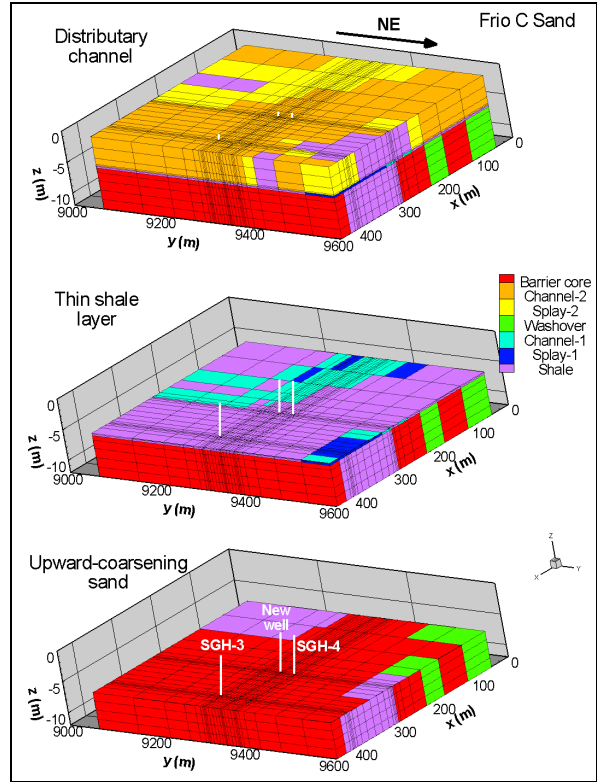 NE
Frio C Sand
Distributary
channel
0
-5
-10
z (m)
9000
9200
9400
9600
y (m)
400
300
200
100
0
x (m)
Thin shale
layer
Barrier core
Channel-2
Splay-2
Washover
Channel-1
Splay-1
Shale
0
-5
-10
z (m)
9000
9200
9400
9600
y (m)
400
300
200
100
0
x (m)
Z
X
Y
Upward-coarsening
sand
New
well
SGH-3
SGH-4
0
-5
-10
z (m)
9000
9200
9400
9600
y (m)
400
300
200
100
0
x (m)